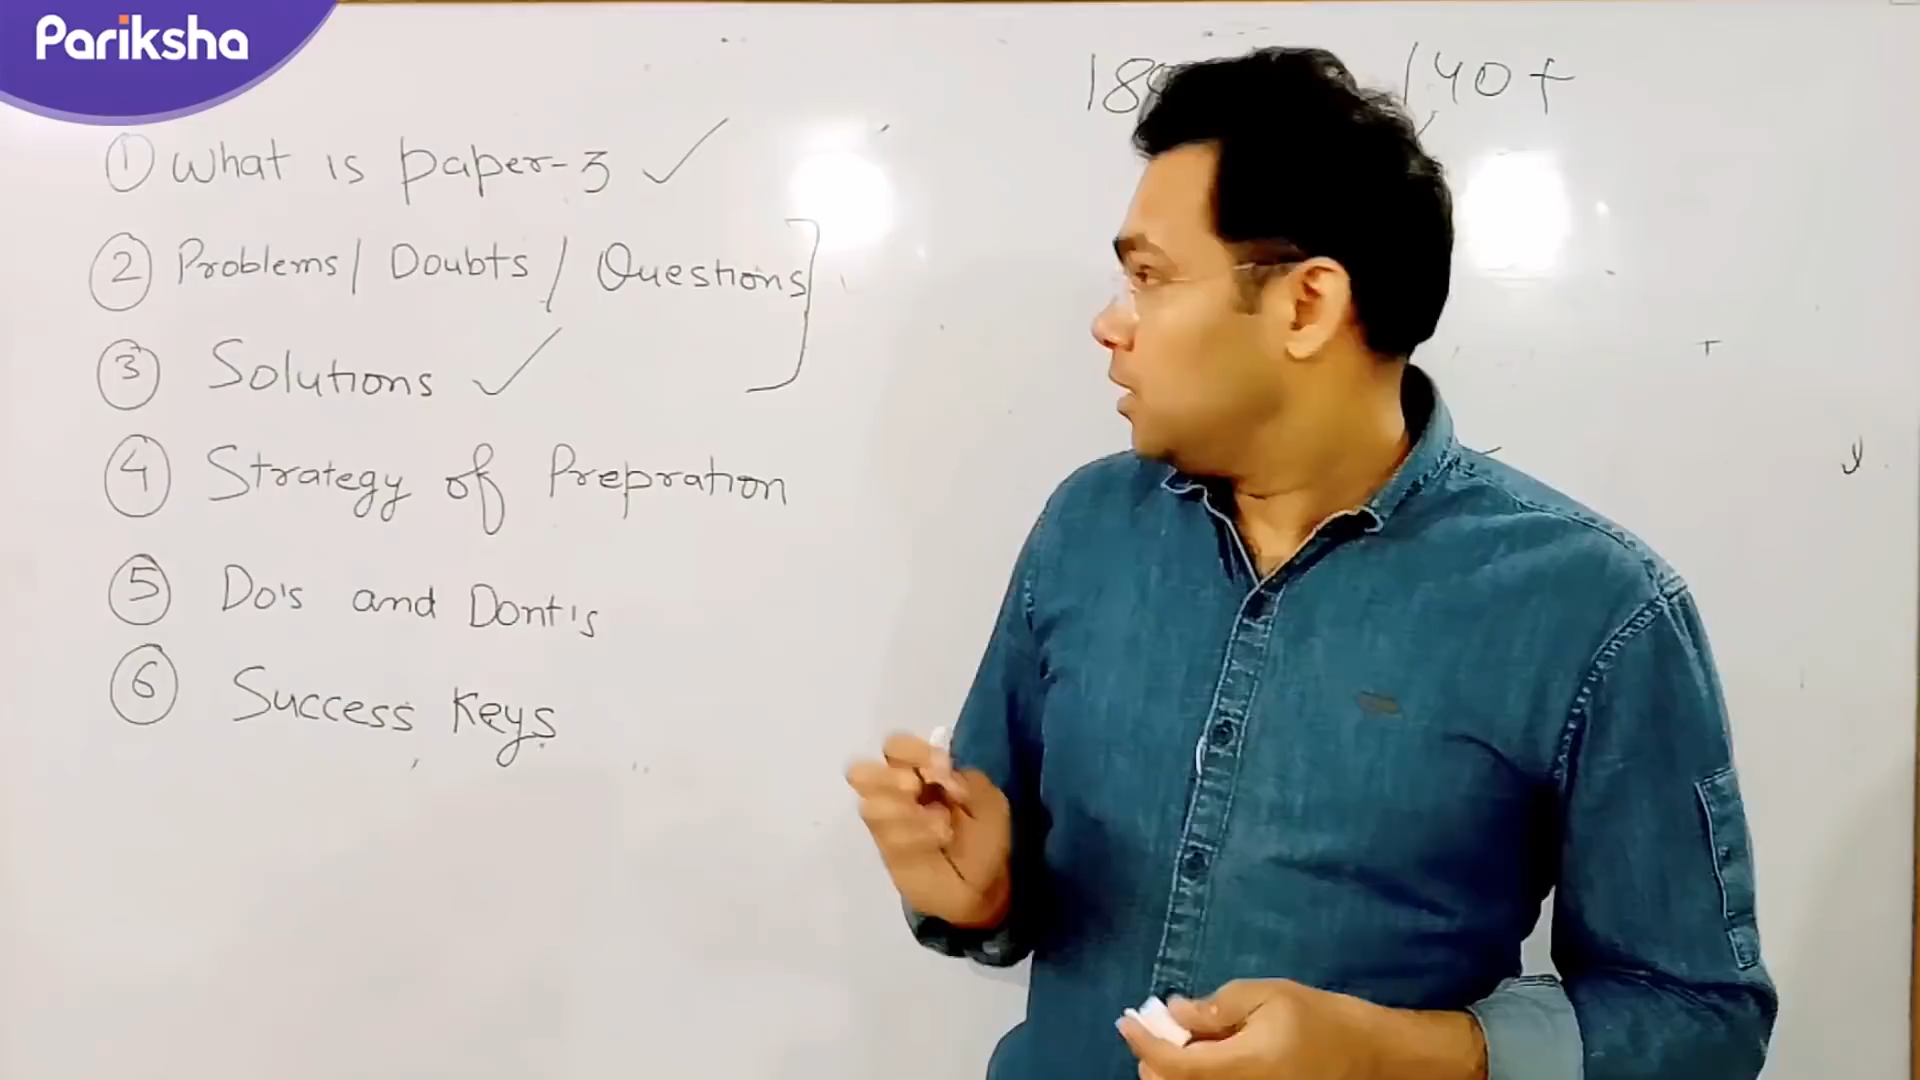 Pariksha
140+
① What is paper-3 ✓
② Problems / Doubts / Questions
③ Solutions ✓
④ Strategy of Prepration
⑤ Do's and Dont's
⑥ Success Keys